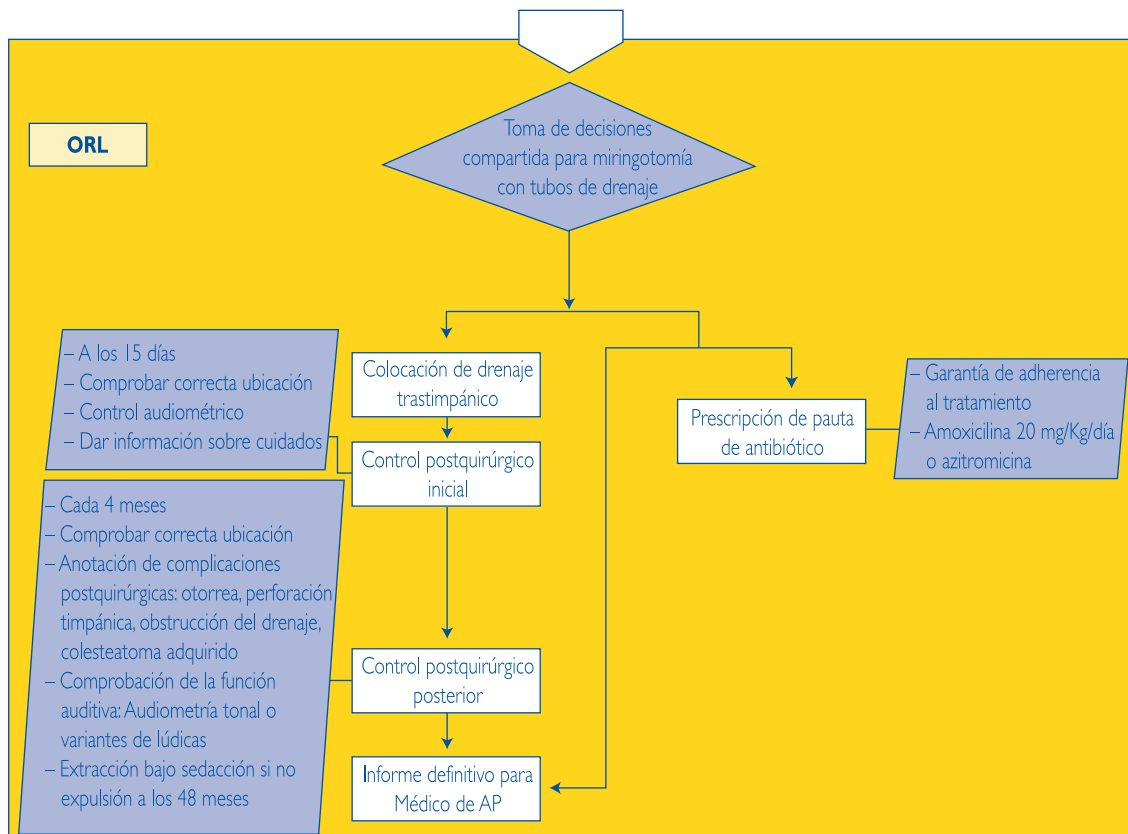 ORL
Toma de decisiones
compartida para miringotomía
con tubos de drenaje
– A los 15 días
– Comprobar correcta ubicación
– Control audiométrico
– Dar información sobre cuidados
Colocación de drenaje
trastimpánico
Control postquirúrgico
inicial
Prescripción de pauta
de antibiótico
– Garantía de adherencia
al tratamiento
– Amoxicilina 20 mg/Kg/día
o azitromicina
– Cada 4 meses
– Comprobar correcta ubicación
– Anotación de complicaciones
postquirúrgicas: otorrea, perforación
timpánica, obstrucción del drenaje,
colesteatoma adquirido
– Comprobación de la función
auditiva: Audiometría tonal o
variantes de lúdicas
– Extracción bajo sedacción si no
expulsión a los 48 meses
Control postquirúrgico
posterior
Informe definitivo para
Médico de AP